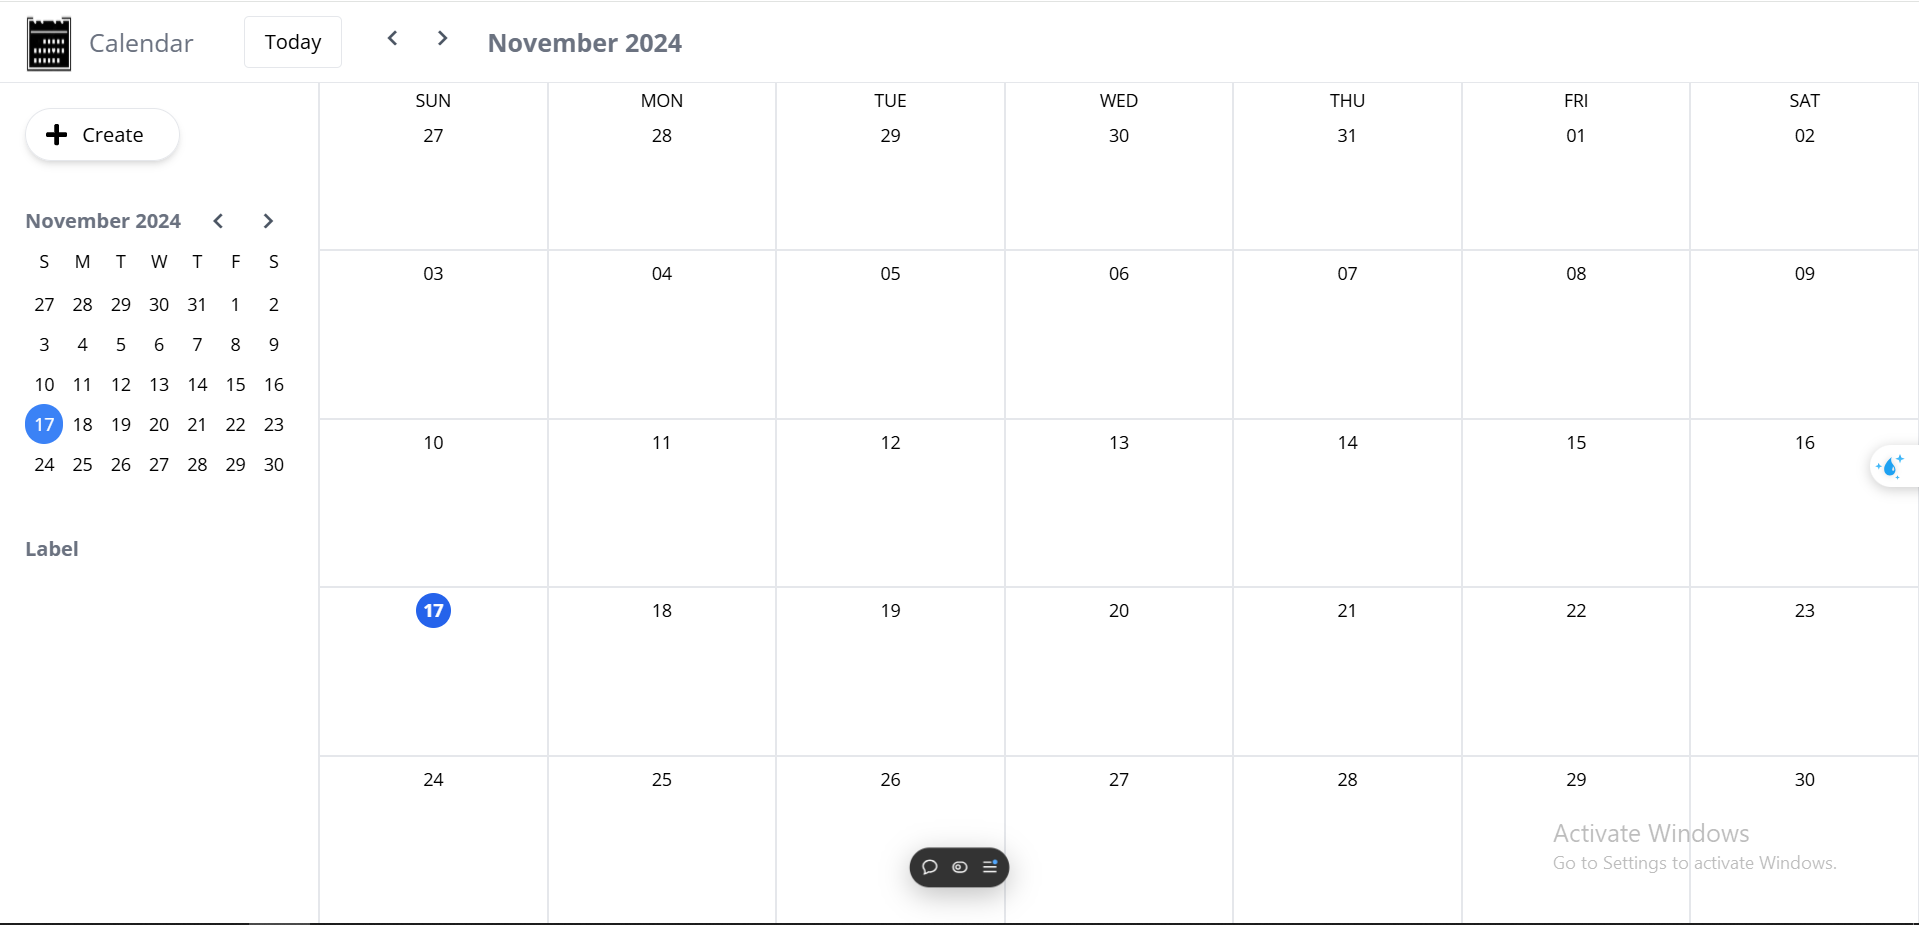 Calendar Today November 2024
Create
November 2024
S M T W T F S
27 28 29 30 31 1 2
3 4 5 6 7 8 9
10 11 12 13 14 15 16
17 18 19 20 21 22 23
24 25 26 27 28 29 30
Label
SUN MON TUE WED THU FRI SAT
27 28 29 30 31 01 02
03 04 05 06 07 08 09
10 11 12 13 14 15 16
17 18 19 20 21 22 23
24 25 26 27 28 29 30
Activate Windows
Go to Settings to activate Windows.